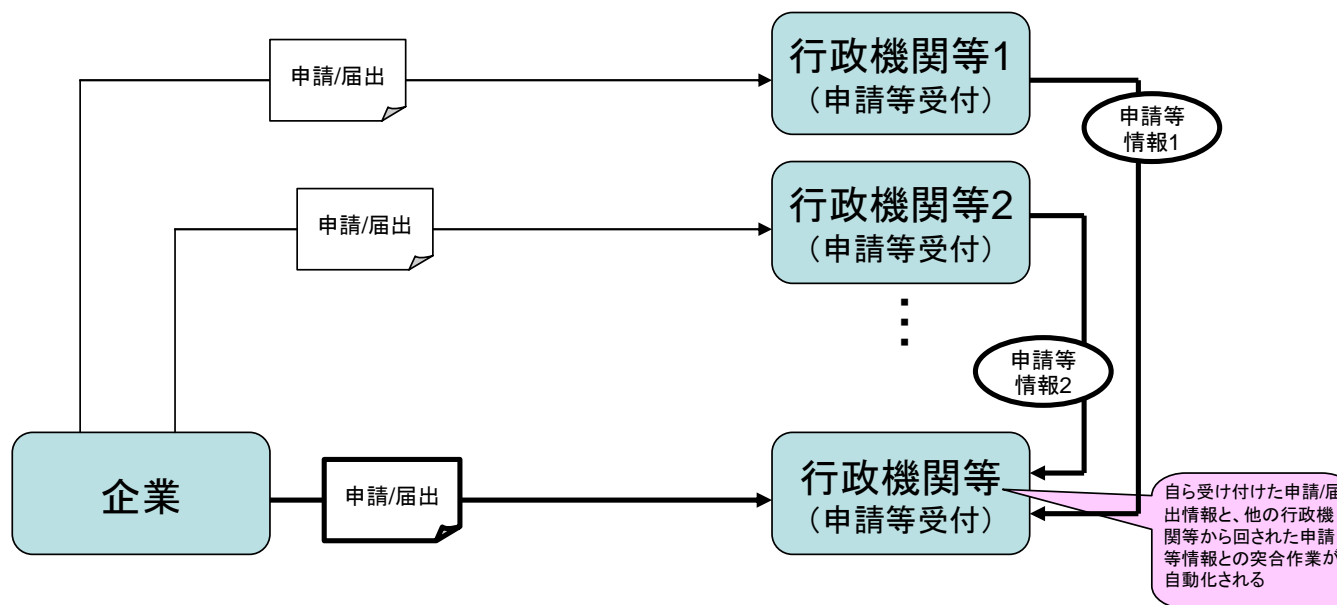 申請/届出
行政機関等1
（申請等受付）
申請等
情報1
申請/届出
行政機関等2
（申請等受付）
申請等
情報2
企業
申請/届出
行政機関等
（申請等受付）
自ら受け付けた申請/届
出情報と、他の行政機
関等から回された申請
等情報との突合作業が
自動化される